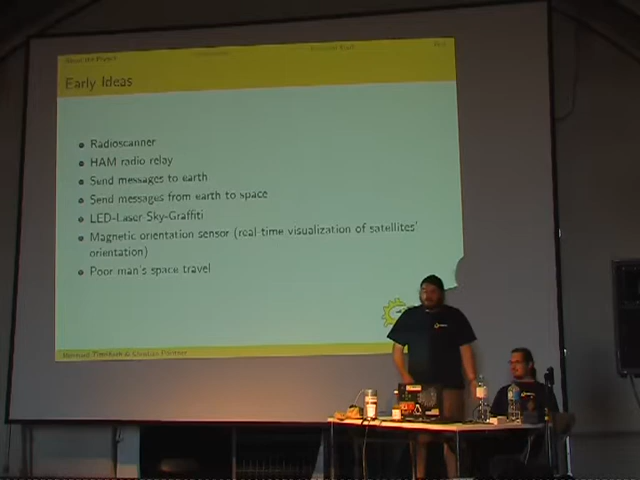 Early Ideas
Radioscanner
HAM radio relay
Send messages to earth
Send messages from earth to space
LED-Laser Sky-Graffiti
Magnetic orientation sensor (real time visualization of satellites'
orientation)
Poor man's space travel